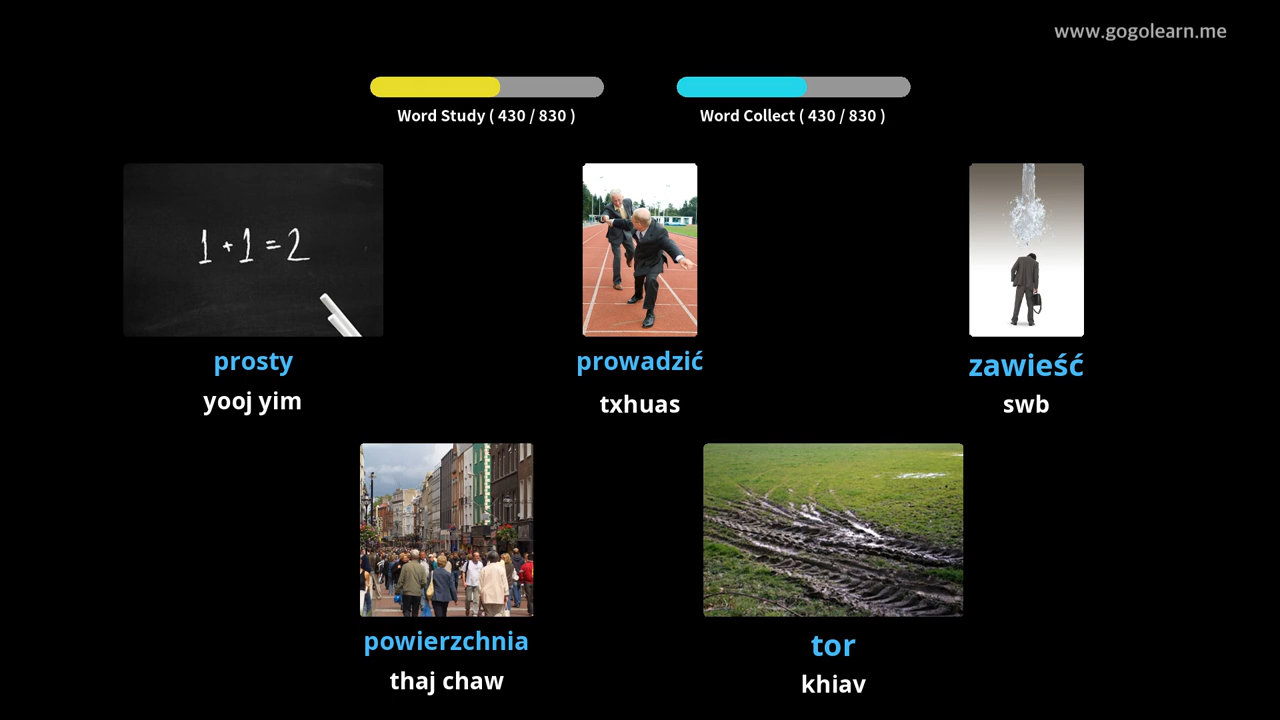 www.gogolearn.me
Word Study ( 430 / 830 )
Word Collect ( 430 / 830 )
1 + 1 = 2
prosty
yooj yim
prowadzić
txhuas
zawieść
swb
powierzchnia
thaj chaw
tor
khiav